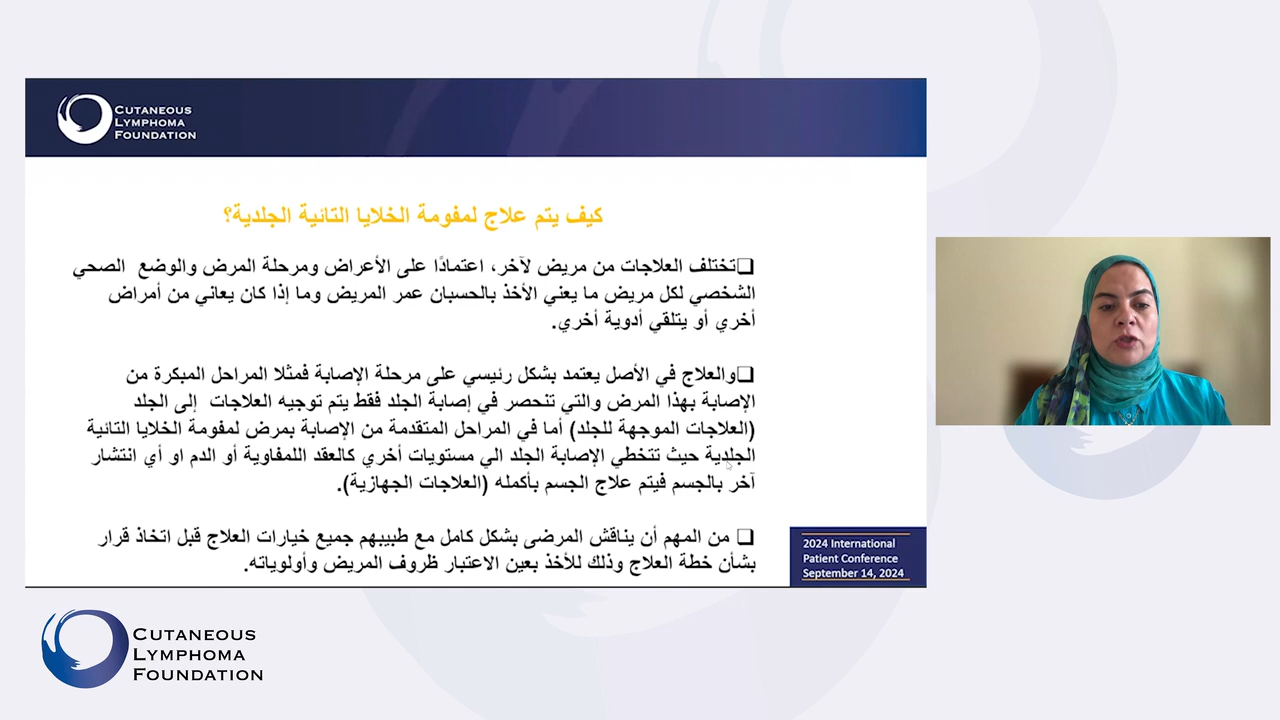 CUTANEOUS
LYMPHOMA
FOUNDATION
كيف يتم علاج لمفومة الخلايا التائية الجلدية؟
❑تختلف العلاجات من مريض لآخر، اعتمادًا على الأعراض ومرحلة المرض والوضع الصحي
الشخصي لكل مريض ما يعني الأخذ بالحسبان عمر المريض وما إذا كان يعاني من أمراض
أخري أو يتلقي أدوية أخري.
❑والعلاج في الأصل يعتمد بشكل رئيسي على مرحلة الإصابة فمثلا المراحل المبكرة من
الإصابة بهذا المرض والتي تنحصر في إصابة الجلد فقط يتم توجيه العلاجات إلى الجلد
(العلاجات الموجهة للجلد) أما في المراحل المتقدمة من الإصابة بمرض لمفومة الخلايا التائية
الجلدية حيث تتخطي الإصابة الجلد الي مستويات أخري كالعقد اللمفاوية أو الدم او أي انتشار
آخر بالجسم فيتم علاج الجسم بأكمله (العلاجات الجهازية).
❑ من المهم أن يناقش المرضى بشكل كامل مع طبيبهم جميع خيارات العلاج قبل اتخاذ قرار
بشأن خطة العلاج وذلك للأخذ بعين الاعتبار ظروف المريض وأولوياته.
2024 International
Patient Conference
September 14, 2024
CUTANEOUS
LYMPHOMA
FOUNDATION